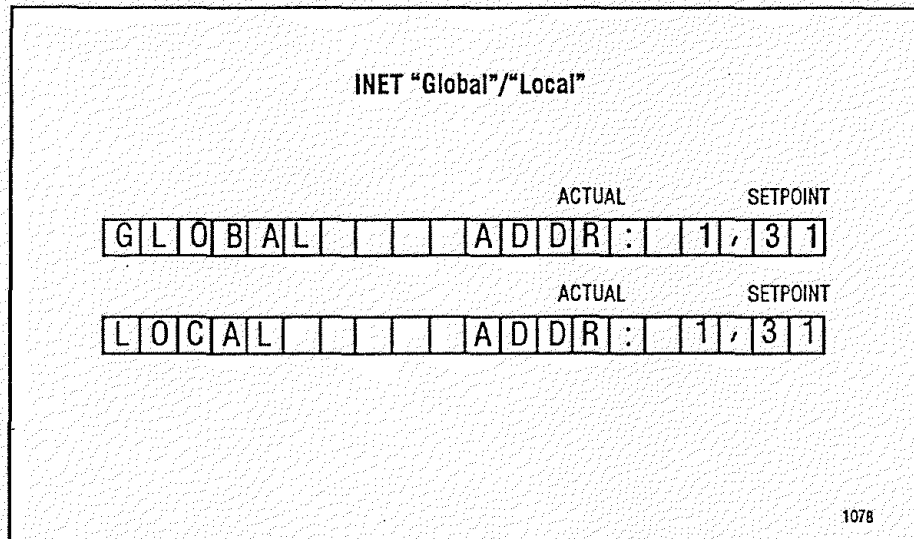 INET “Global”/“Local”
ACTUAL SETPOINT
GLOBAL ADDR: 1,31
ACTUAL SETPOINT
LOCAL ADDR: 1,31
1078